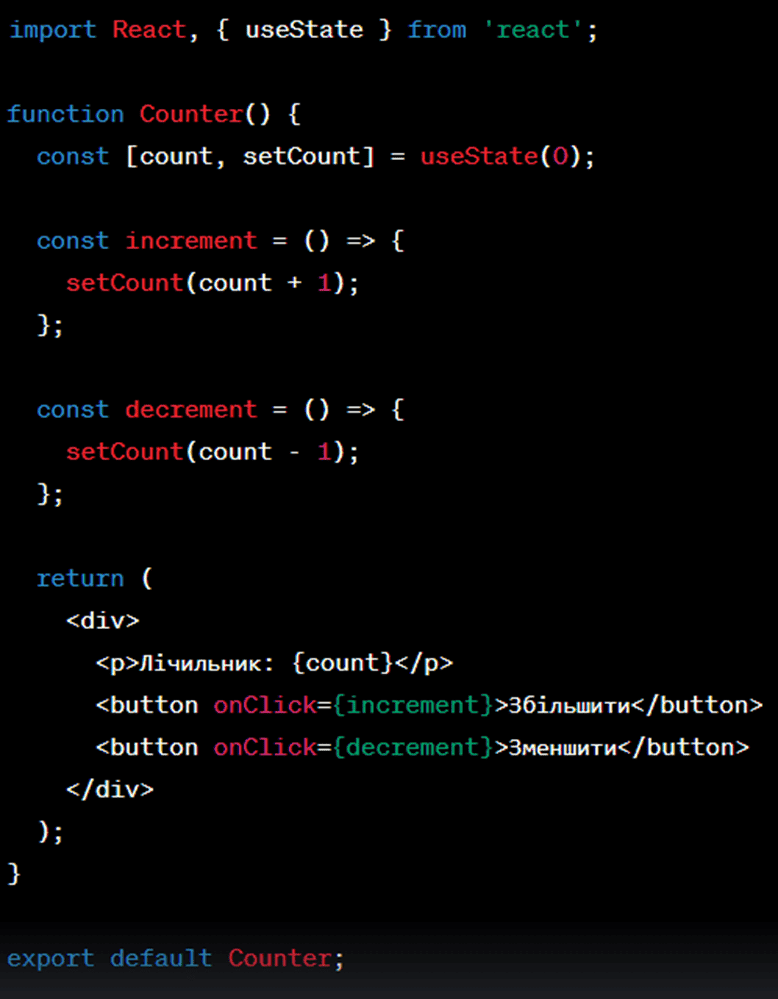 import React, { useState } from 'react';
function Counter() {
const [count, setCount] = useState(0);
const increment = () => {
setCount(count + 1);
};
const decrement = () => {
setCount(count - 1);
};
return (
<div>
<p>Лічильник: {count}</p>
<button onClick={increment}>Збільшити</button>
<button onClick={decrement}>Зменшити</button>
</div>
);
}
export default Counter;